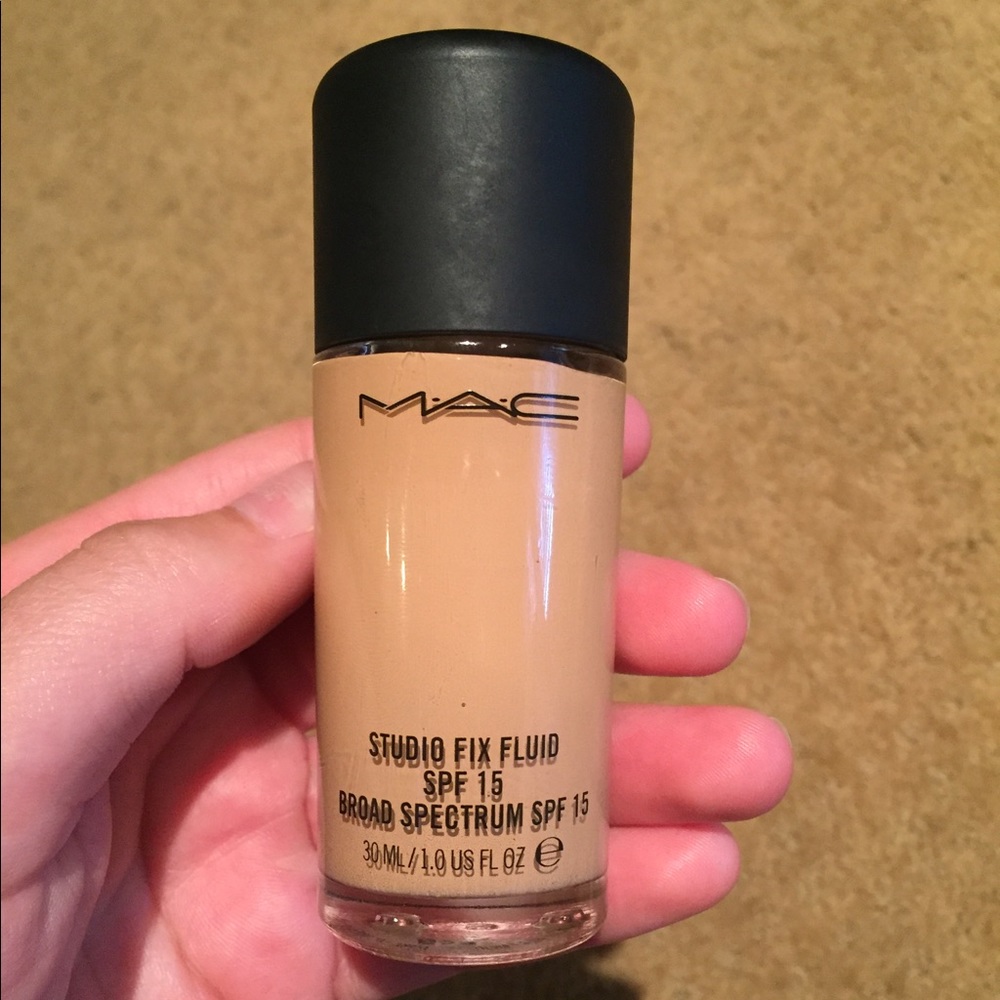 M·A·C
STUDIO FIX FLUID
SPF 15
BROAD SPECTRUM SPF 15
30 ML / 1.0 US FL OZ ℮